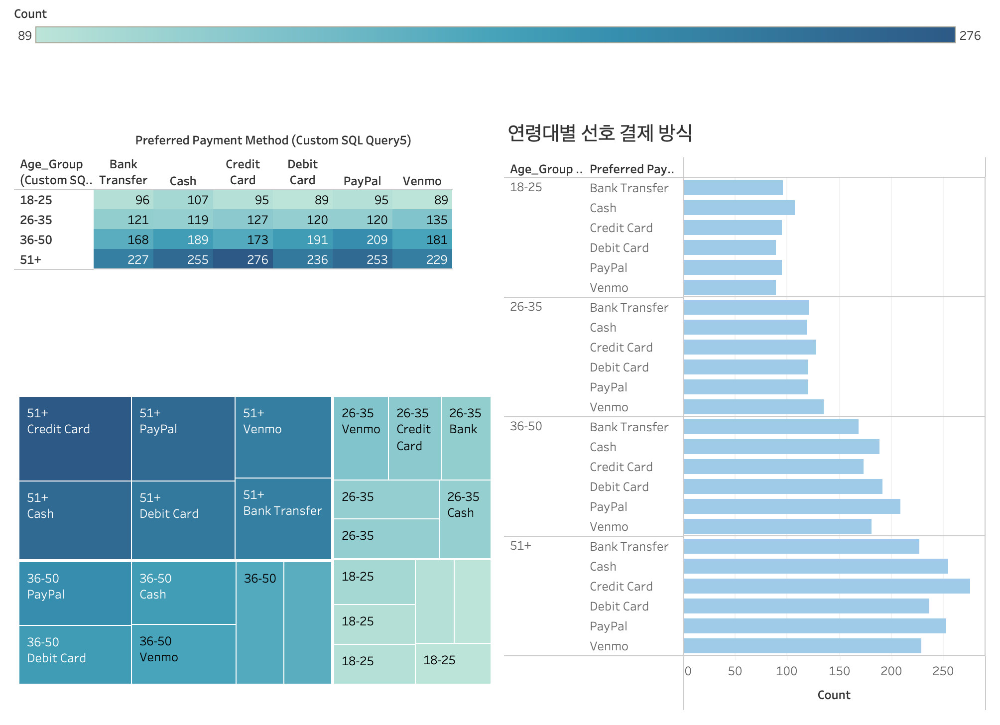 Count
89 276
Preferred Payment Method (Custom SQL Query5)
Age_Group (Custom SQ.. Bank Transfer Cash Credit Card Debit Card PayPal Venmo
18-25 96 107 95 89 95 89
26-35 121 119 127 120 120 135
36-50 168 189 173 191 209 181
51+ 227 255 276 236 253 229
51+
Credit Card
51+
PayPal
51+
Venmo
51+
Cash
51+
Debit Card
51+
Bank Transfer
26-35
Venmo
26-35
Credit
Card
26-35
Bank
26-35
26-35
26-35
Cash
36-50
PayPal
36-50
Cash
36-50
36-50
Debit Card
36-50
Venmo
18-25
18-25
18-25
18-25
연령대별 선호 결제 방식
Age_Group .. Preferred Pay..
18-25 Bank Transfer
Cash
Credit Card
Debit Card
PayPal
Venmo
26-35 Bank Transfer
Cash
Credit Card
Debit Card
PayPal
Venmo
36-50 Bank Transfer
Cash
Credit Card
Debit Card
PayPal
Venmo
51+ Bank Transfer
Cash
Credit Card
Debit Card
PayPal
Venmo
0 50 100 150 200 250
Count